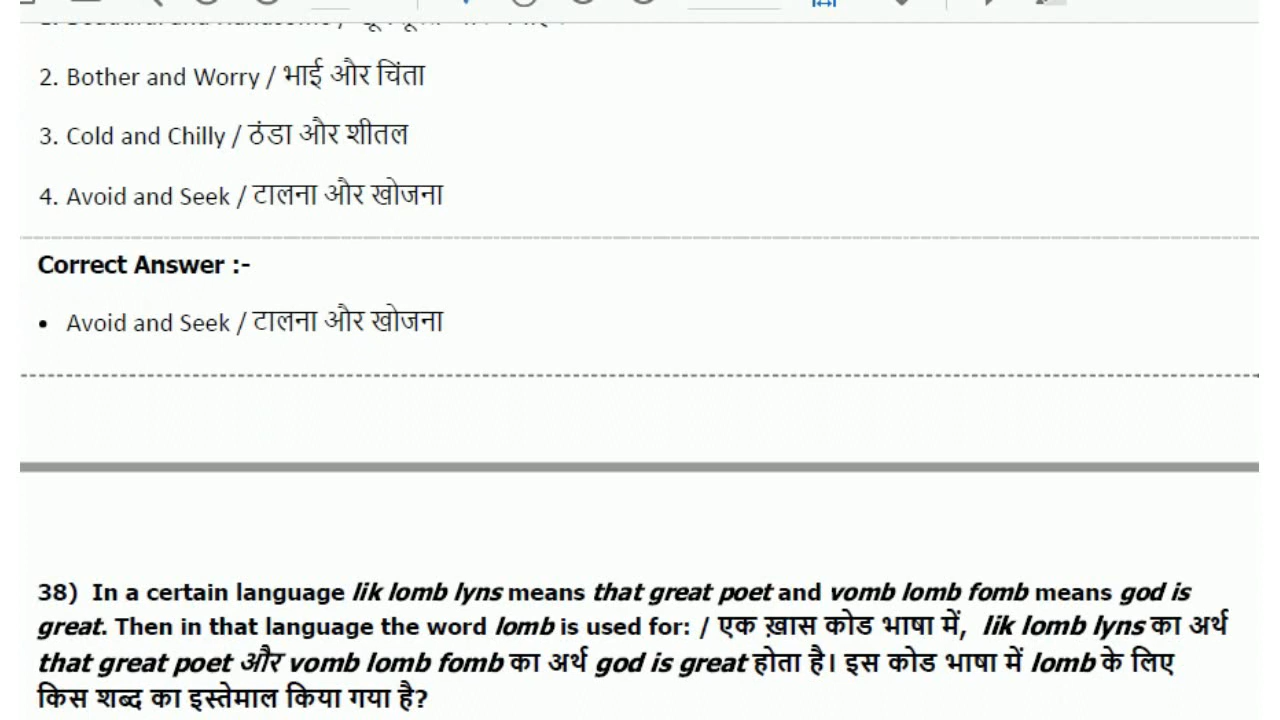 2. Bother and Worry / भाई और चिंता
3. Cold and Chilly / ठंडा और शीतल
4. Avoid and Seek / टालना और खोजना
Correct Answer :-
• Avoid and Seek / टालना और खोजना
38) In a certain language lik lomb lyns means that great poet and vomb lomb fomb means god is
great. Then in that language the word lomb is used for: / एक ख़ास कोड भाषा में, lik lomb lyns का अर्थ
that great poet और vomb lomb fomb का अर्थ god is great होता है। इस कोड भाषा में lomb के लिए
किस शब्द का इस्तेमाल किया गया है?